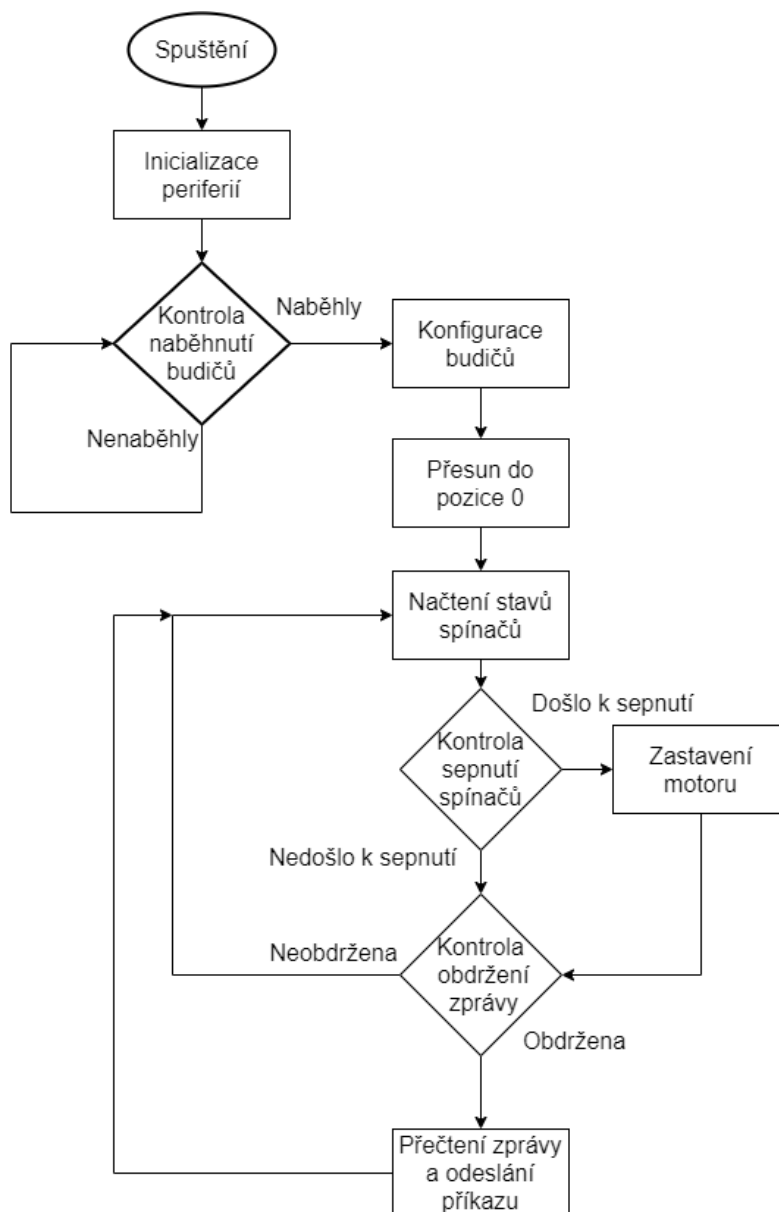 Spuštění
Inicializace
periferií
Kontrola
naběhnutí
budičů
Naběhly
Nenaběhly
Konfigurace
budičů
Přesun do
pozice 0
Načtení stavů
spínačů
Kontrola
sepnutí
spínačů
Došlo k sepnutí
Zastavení
motoru
Nedošlo k sepnutí
Kontrola
obdržení
zprávy
Neobdržena
Obdržena
Přečtení zprávy
a odeslání
příkazu